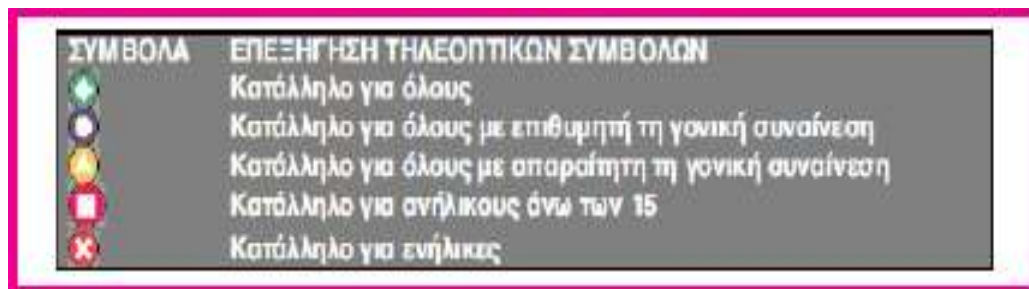 ΣΥΜΒΟΛΑ ΕΠΕΞΗΓΗΣΗ ΤΗΛΕΟΠΤΙΚΩΝ ΣΥΜΒΟΛΩΝ
Κατάλληλο για όλους
Κατάλληλο για όλους με επιθυμητή τη γονική συναίνεση
Κατάλληλο για όλους με απαραίτητη τη γονική συναίνεση
Κατάλληλο για ανήλικους άνω των 15
Κατάλληλο για ενήλικες